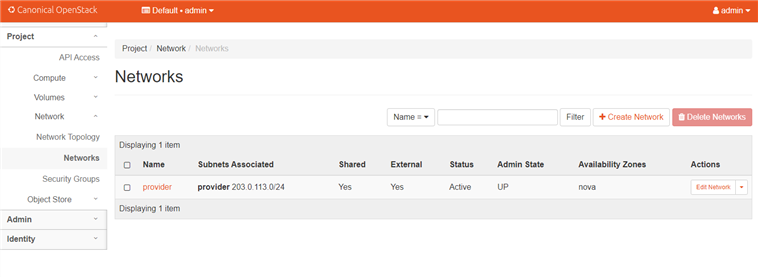 Canonical OpenStack
Default • admin
admin
Project
API Access
Compute
Volumes
Network
Network Topology
Networks
Security Groups
Object Store
Admin
Identity
Project / Network / Networks
Networks
Name =
Filter
+ Create Network
Delete Networks
Displaying 1 item
Name Subnets Associated Shared External Status Admin State Availability Zones Actions
provider provider 203.0.113.0/24 Yes Yes Active UP nova Edit Network
Displaying 1 item